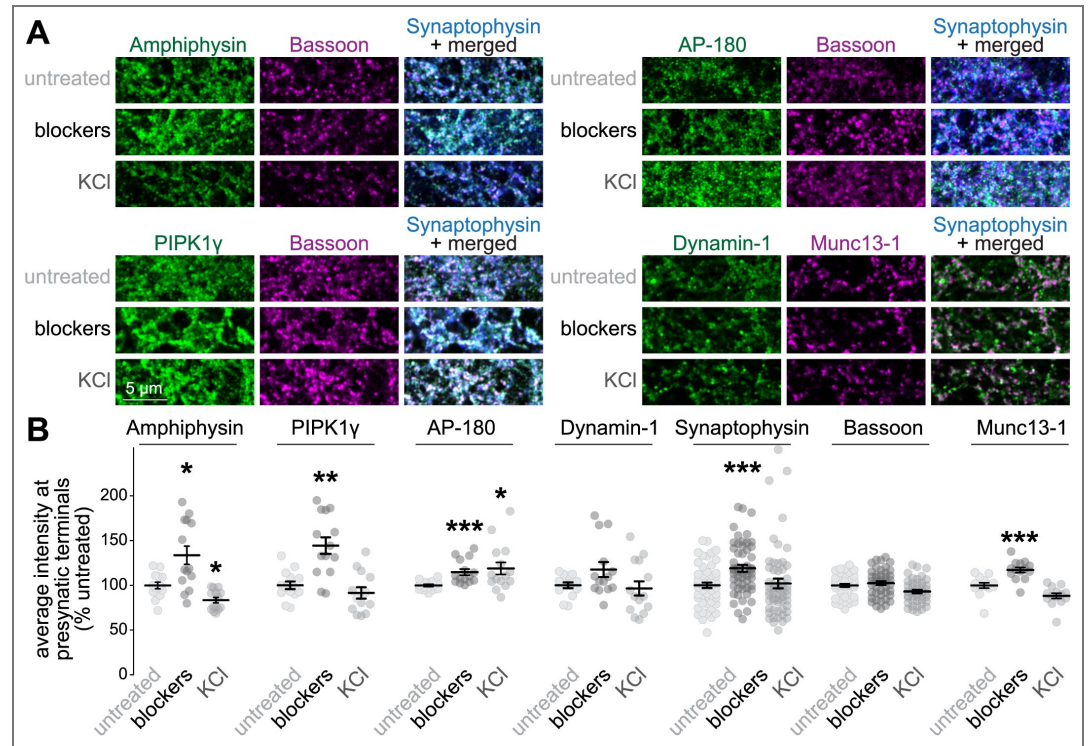 A
Amphiphysin
Bassoon
Synaptophysin
+ merged
untreated
blockers
KCl
AP-180
Bassoon
Synaptophysin
+ merged
untreated
blockers
KCl
PIPK1γ
Bassoon
Synaptophysin
+ merged
untreated
blockers
KCl
5 µm
Dynamin-1
Munc13-1
Synaptophysin
+ merged
untreated
blockers
KCl
B
Amphiphysin
PIPK1γ
AP-180
Dynamin-1
Synaptophysin
Bassoon
Munc13-1
average intensity at
presynatic terminals
(% untreated)
200
150
100
50
0
*
*
**
***
*
***
***
untreated
blockers
KCl
untreated
blockers
KCl
untreated
blockers
KCl
untreated
blockers
KCl
untreated
blockers
KCl
untreated
blockers
KCl
untreated
blockers
KCl